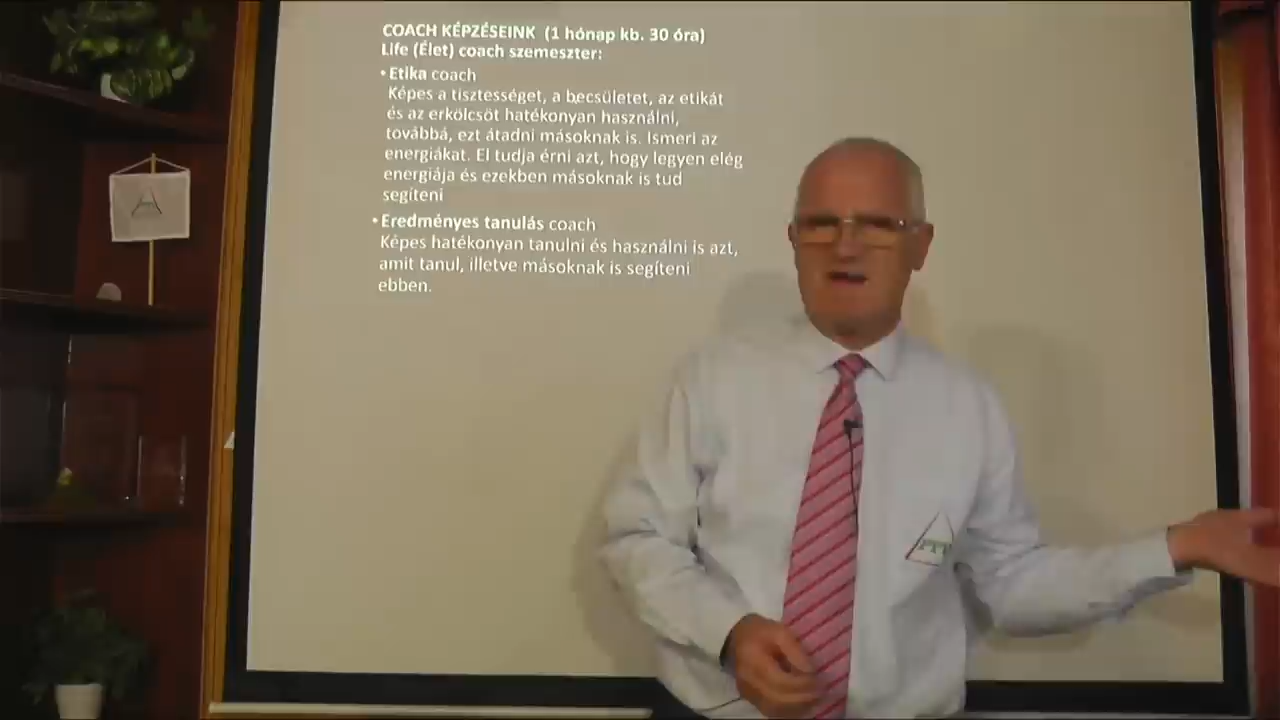 COACH KÉPZÉSEINK (1 hónap kb. 30 óra)
Life (Élet) coach szemeszter:
• Etika coach
Képes a tisztességet, a becsületet, az etikát
és az erkölcsöt hatékonyan használni,
továbbá, ezt átadni másoknak is. Ismeri az
energiákat. El tudja érni azt, hogy legyen elég
energiája és ezekben másoknak is tud
segíteni
• Eredményes tanulás coach
Képes hatékonyan tanulni és használni is azt,
amit tanul, illetve másoknak is segíteni
ebben.